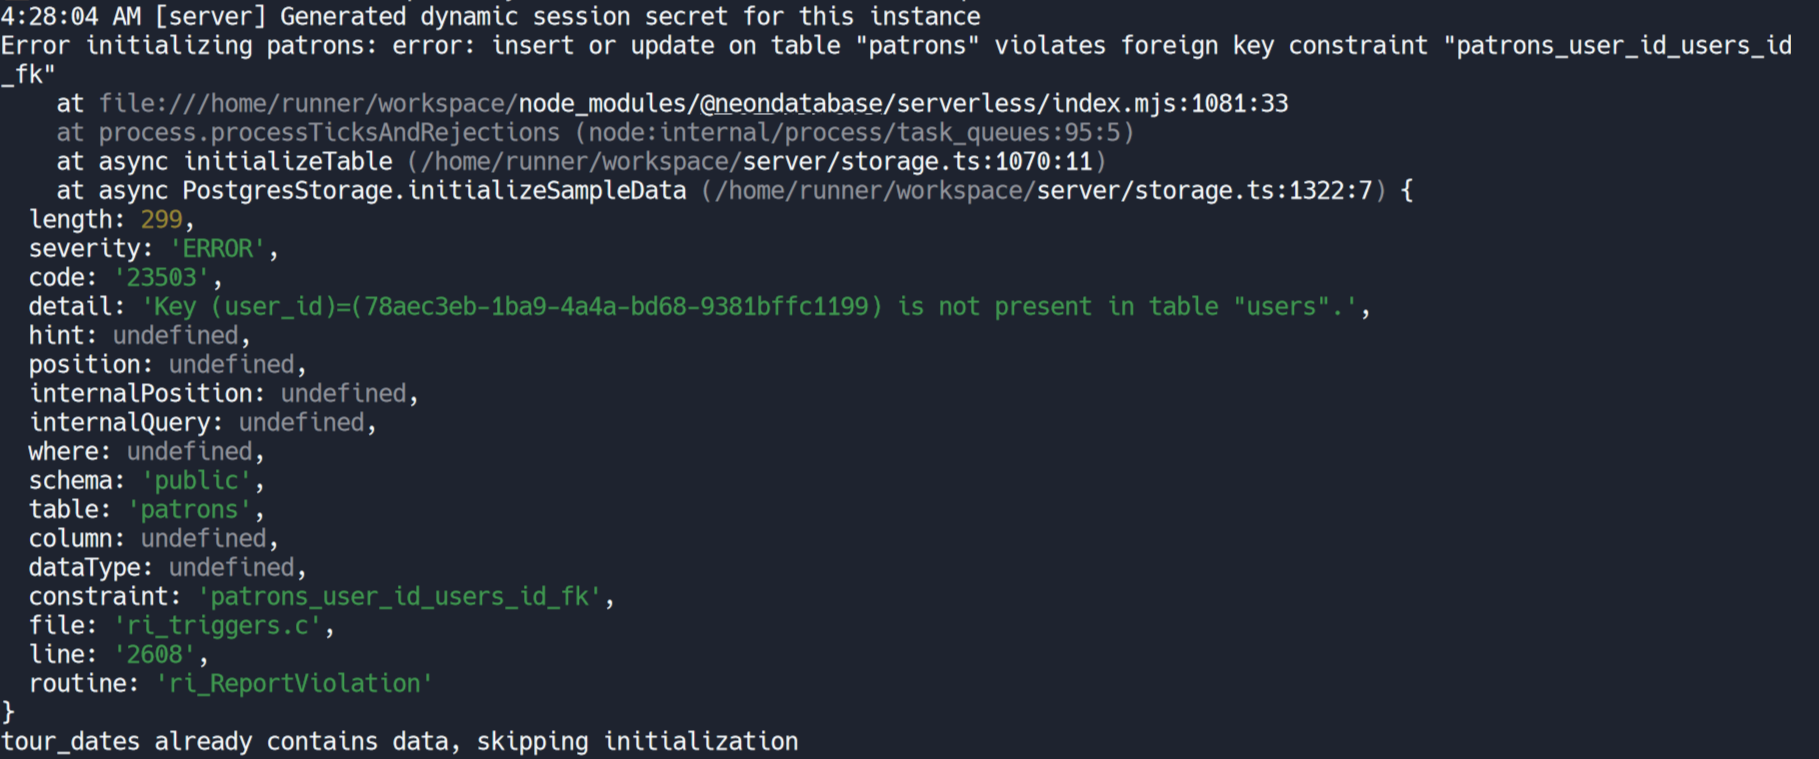 4:28:04 AM [server] Generated dynamic session secret for this instance
Error initializing patrons: error: insert or update on table "patrons" violates foreign key constraint "patrons_user_id_users_id
_fk"
    at file:///home/runner/workspace/node_modules/@neondatabase/serverless/index.mjs:1081:33
    at process.processTicksAndRejections (node:internal/process/task_queues:95:5)
    at async initializeTable (/home/runner/workspace/server/storage.ts:1070:11)
    at async PostgresStorage.initializeSampleData (/home/runner/workspace/server/storage.ts:1322:7) {
  length: 299,
  severity: 'ERROR',
  code: '23503',
  detail: 'Key (user_id)=(78aec3eb-1ba9-4a4a-bd68-9381bffc1199) is not present in table "users".',
  hint: undefined,
  position: undefined,
  internalPosition: undefined,
  internalQuery: undefined,
  where: undefined,
  schema: 'public',
  table: 'patrons',
  column: undefined,
  dataType: undefined,
  constraint: 'patrons_user_id_users_id_fk',
  file: 'ri_triggers.c',
  line: '2608',
  routine: 'ri_ReportViolation'
}
tour_dates already contains data, skipping initialization